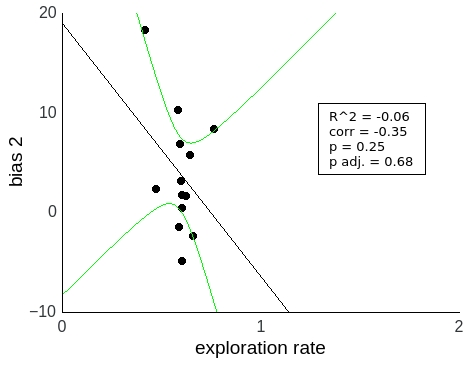 20
10
0
−10
bias 2
R^2 = -0.06
corr = -0.35
p = 0.25
p adj. = 0.68
0 1 2
exploration rate